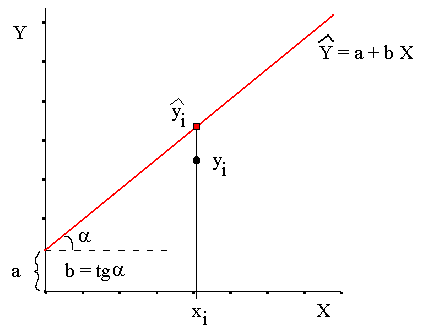 Y
Ŷ = a + b X
ŷᵢ
yᵢ
α
a
b = tgα
xᵢ
X